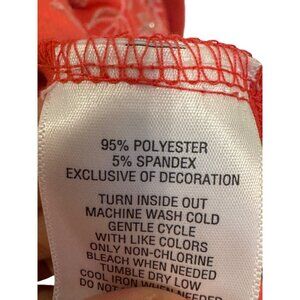 95% POLYESTER
5% SPANDEX
EXCLUSIVE OF DECORATION
TURN INSIDE OUT
MACHINE WASH COLD
GENTLE CYCLE
WITH LIKE COLORS
ONLY NON-CHLORINE
BLEACH WHEN NEEDED
TUMBLE DRY LOW
COOL IRON WHEN NEEDED
DO NOT